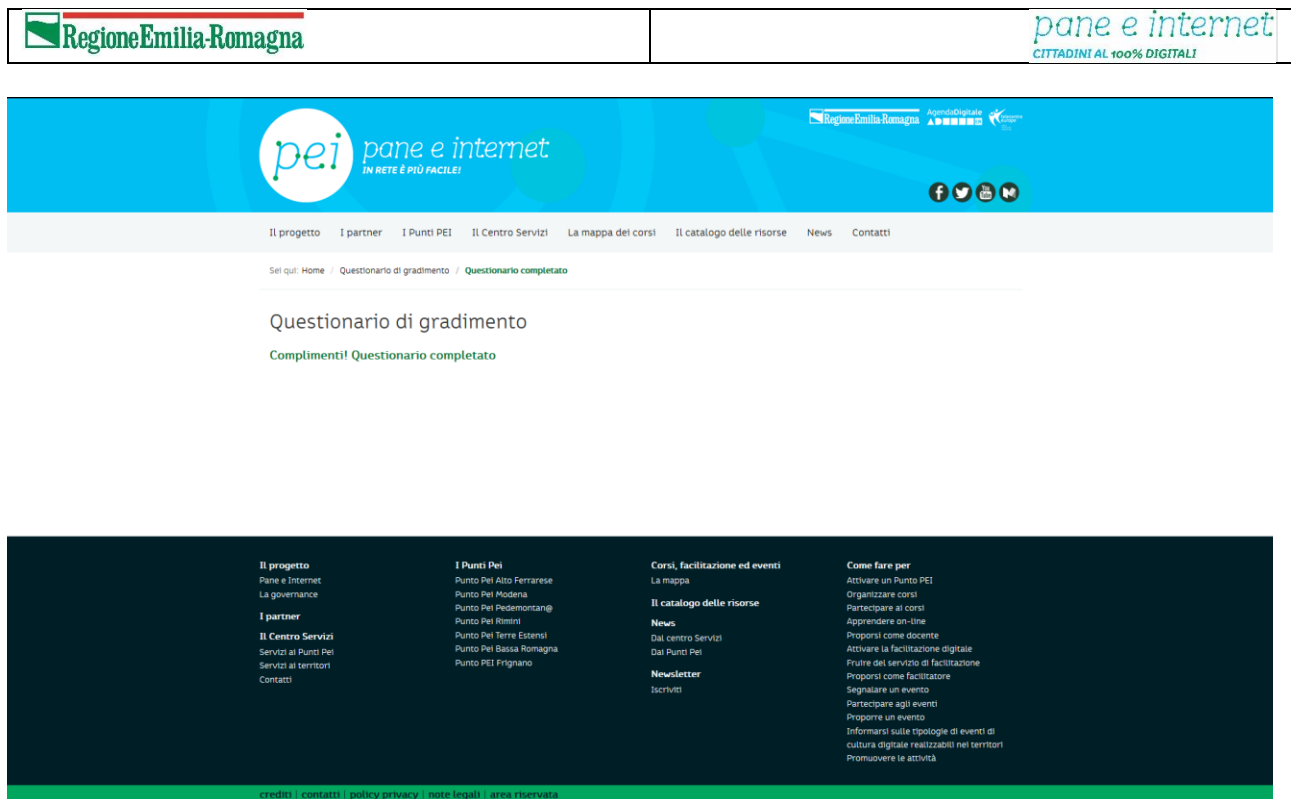 RegioneEmilia-Romagna
pane e internet
CITTADINI AL 100% DIGITALI
RegioneEmilia-Romagna AgendaDigitale
pei pane e internet
IN RETE È PIÙ FACILE!
Il progetto I partner I Punti PEI Il Centro Servizi La mappa dei corsi Il catalogo delle risorse News Contatti
Sei qui: Home / Questionario di gradimento / Questionario completato
Questionario di gradimento
Complimenti! Questionario completato
Il progetto
Pane e Internet
La governance
I partner
Il Centro Servizi
Servizi ai Punti Pei
Servizi ai territori
Contatti
I Punti Pei
Punto Pei Alto Ferrarese
Punto Pei Modena
Punto Pei Pedemontan@
Punto Pei Rimini
Punto Pei Terre Estensi
Punto Pei Bassa Romagna
Punto PEI Frignano
Corsi, facilitazione ed eventi
La mappa
Il catalogo delle risorse
News
Dal centro Servizi
Dai Punti Pei
Newsletter
Iscriviti
Come fare per
Attivare un Punto PEI
Organizzare corsi
Partecipare ai corsi
Apprendere on-line
Proporsi come docente
Attivare la facilitazione digitale
Fruire del servizio di facilitazione
Proporsi come facilitatore
Segnalare un evento
Partecipare agli eventi
Proporre un evento
Informarsi sulle tipologie di eventi di
cultura digitale realizzabili nei territori
Promuovere le attività
crediti | contatti | policy privacy | note legali | area riservata